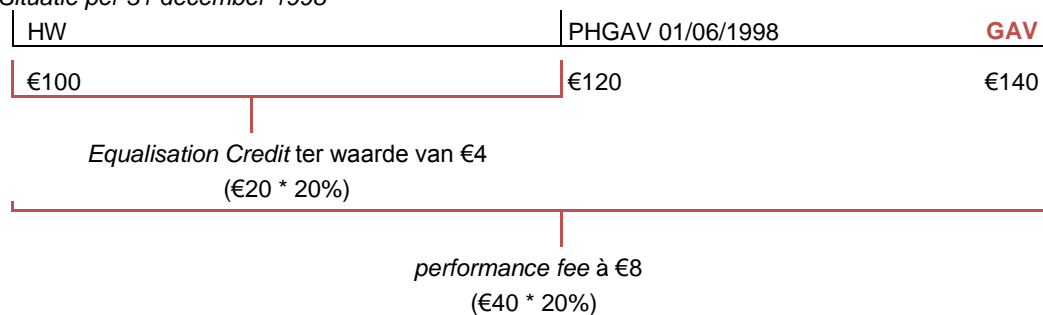 Situatie per 31 december 1998
HW PHGAV 01/06/1998 GAV
€100 €120 €140
Equalisation Credit ter waarde van €4
(€20 * 20%)
performance fee à €8
(€40 * 20%)